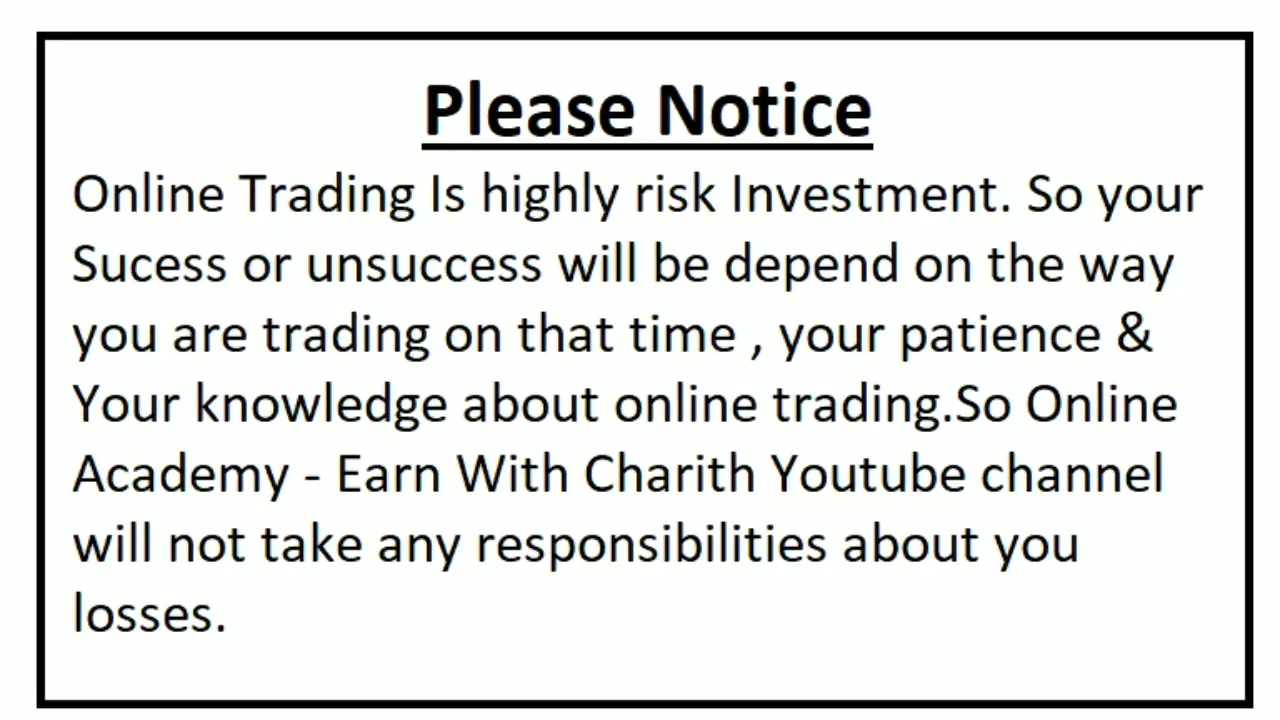 Please Notice
Online Trading Is highly risk Investment. So your
Sucess or unsuccess will be depend on the way
you are trading on that time , your patience &
Your knowledge about online trading.So Online
Academy - Earn With Charith Youtube channel
will not take any responsibilities about you
losses.